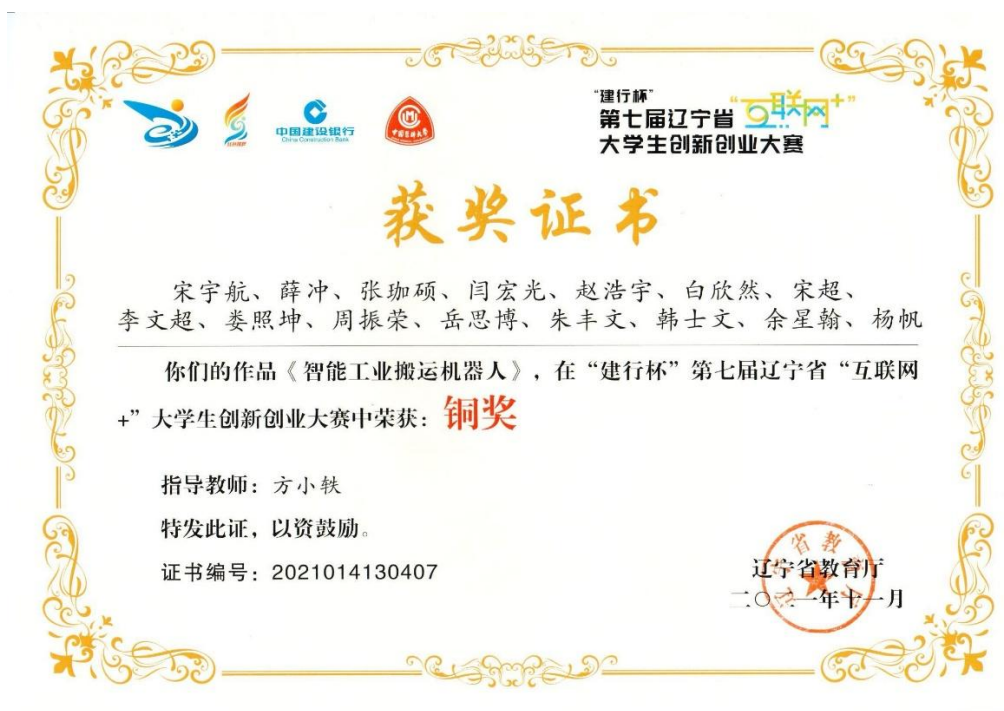 “建行杯”
第七届辽宁省“互联网+”
大学生创新创业大赛
中国建设银行
China Construction Bank
中国医科大学
获奖证书
宋宇航、薛冲、张珈硕、闫宏光、赵浩宇、白欣然、宋超、
李文超、娄照坤、周振荣、岳思博、朱丰文、韩士文、余星翰、杨帆
你们的作品《智能工业搬运机器人》，在“建行杯”第七届辽宁省“互联网
+”大学生创新创业大赛中荣获：铜奖
指导教师：方小轶
特发此证，以资鼓励。
证书编号：2021014130407
辽宁省教育厅
二〇二一年十一月